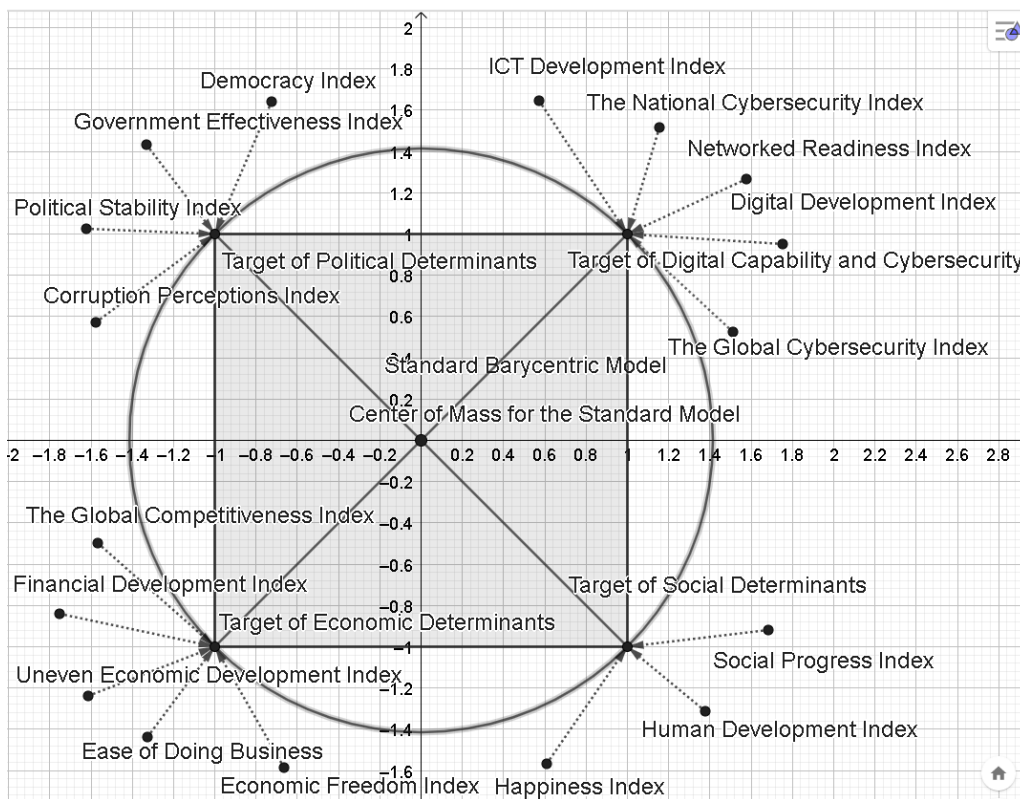 2
1.8
ICT Development Index
Democracy Index
1.6
The National Cybersecurity Index
Government Effectiveness Index
1.4
Networked Readiness Index
1.2
Digital Development Index
Political Stability Index
1
Target of Political Determinants
Target of Digital Capability and Cybersecurity
0.8
Corruption Perceptions Index
0.6
The Global Cybersecurity Index
0.4
Standard Barycentric Model
0.2
Center of Mass for the Standard Model
-2 −1.8 −1.6 −1.4 −1.2 −1 −0.8 −0.6 −0.4 −0.2 0 0.2 0.4 0.6 0.8 1 1.2 1.4 1.6 1.8 2 2.2 2.4 2.6 2.8
−0.2
The Global Competitiveness Index
−0.4
−0.6
Financial Development Index
Target of Social Determinants
−0.8
Target of Economic Determinants
−1
Social Progress Index
Uneven Economic Development Index
−1.2
Human Development Index
−1.4
Ease of Doing Business
−1.6
Economic Freedom Index
Happiness Index